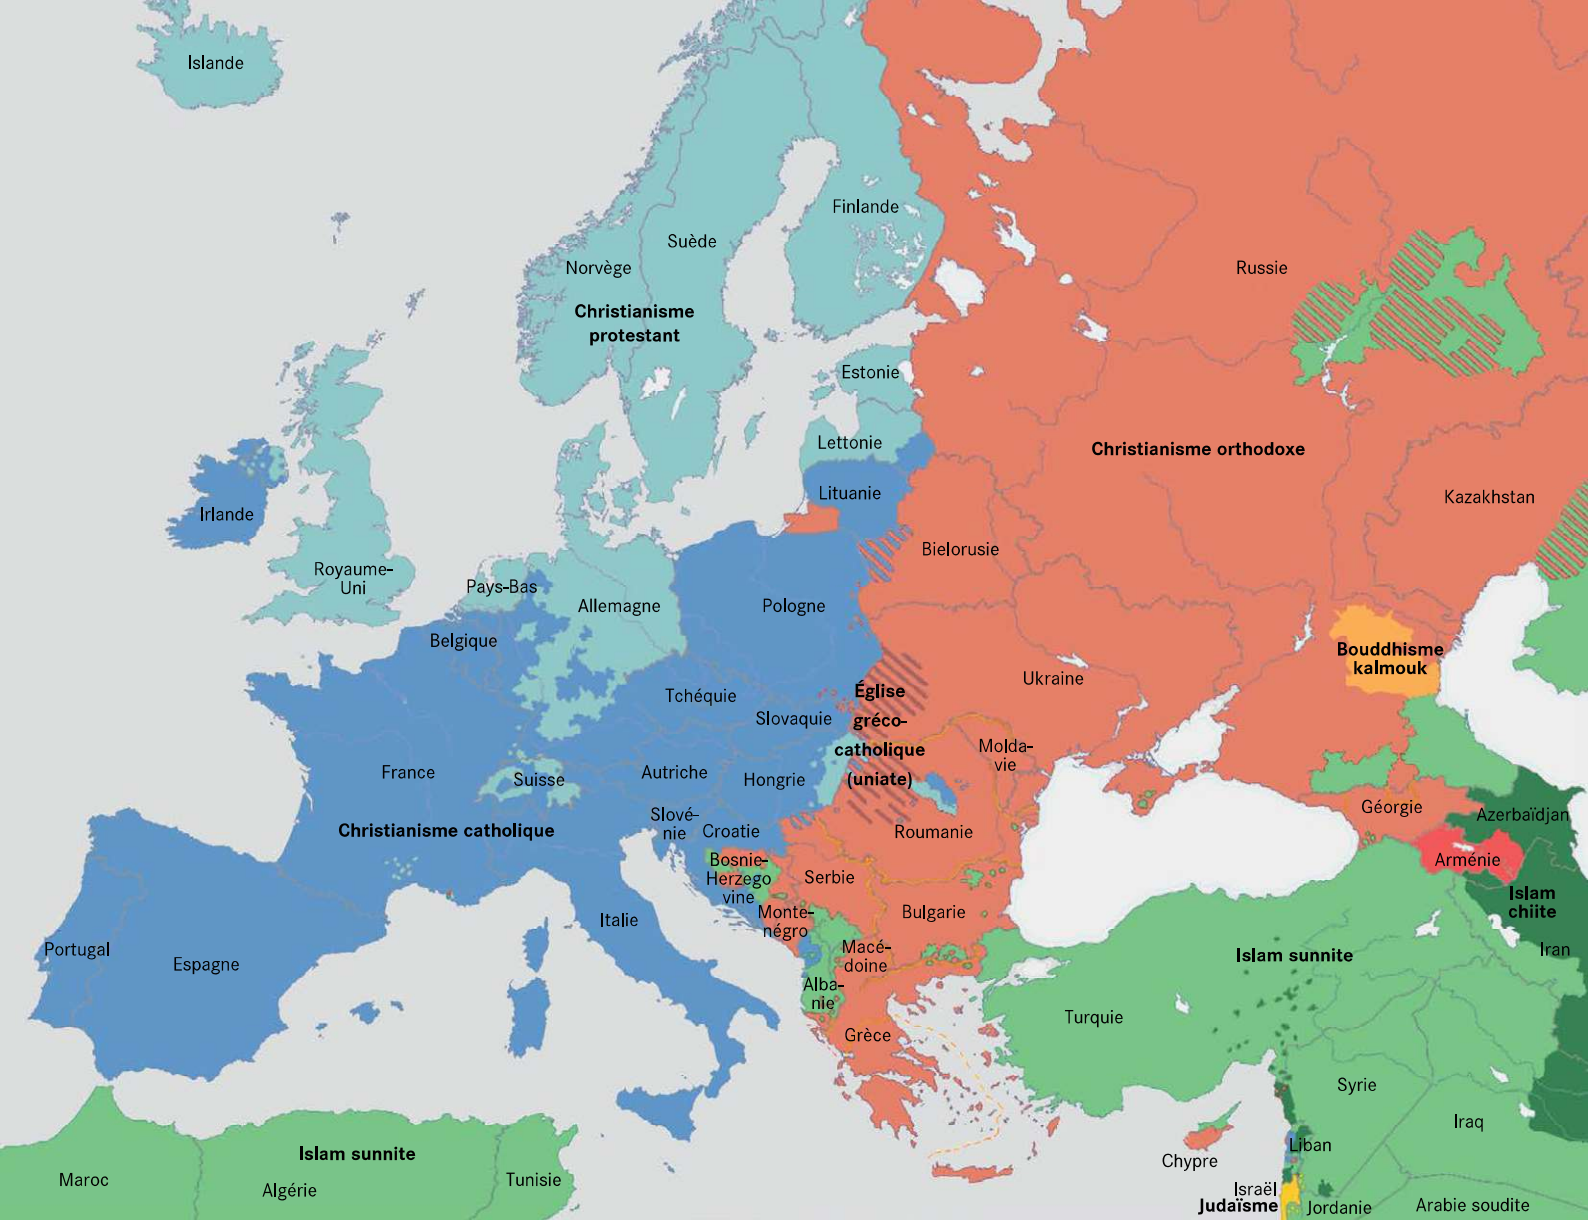 Islande
Finlande
Suède
Norvège
Russie
Christianisme
protestant
Estonie
Lettonie
Christianisme orthodoxe
Lituanie
Kazakhstan
Irlande
Bielorusie
Royaume-
Uni
Pays-Bas
Allemagne
Pologne
Belgique
Bouddhisme
kalmouk
Ukraine
Tchéquie
Église
gréco-
catholique
(uniate)
Slovaquie
Molda-
vie
France
Suisse
Autriche
Hongrie
Géorgie
Azerbaïdjan
Slové-
nie
Croatie
Christianisme catholique
Roumanie
Bosnie-
Herzego
vine
Serbie
Arménie
Islam
chiite
Italie
Monte-
négro
Bulgarie
Portugal
Espagne
Macé-
doine
Islam sunnite
Iran
Alba-
nie
Turquie
Grèce
Syrie
Iraq
Islam sunnite
Liban
Chypre
Maroc
Algérie
Tunisie
Israël
Judaïsme
Jordanie
Arabie soudite